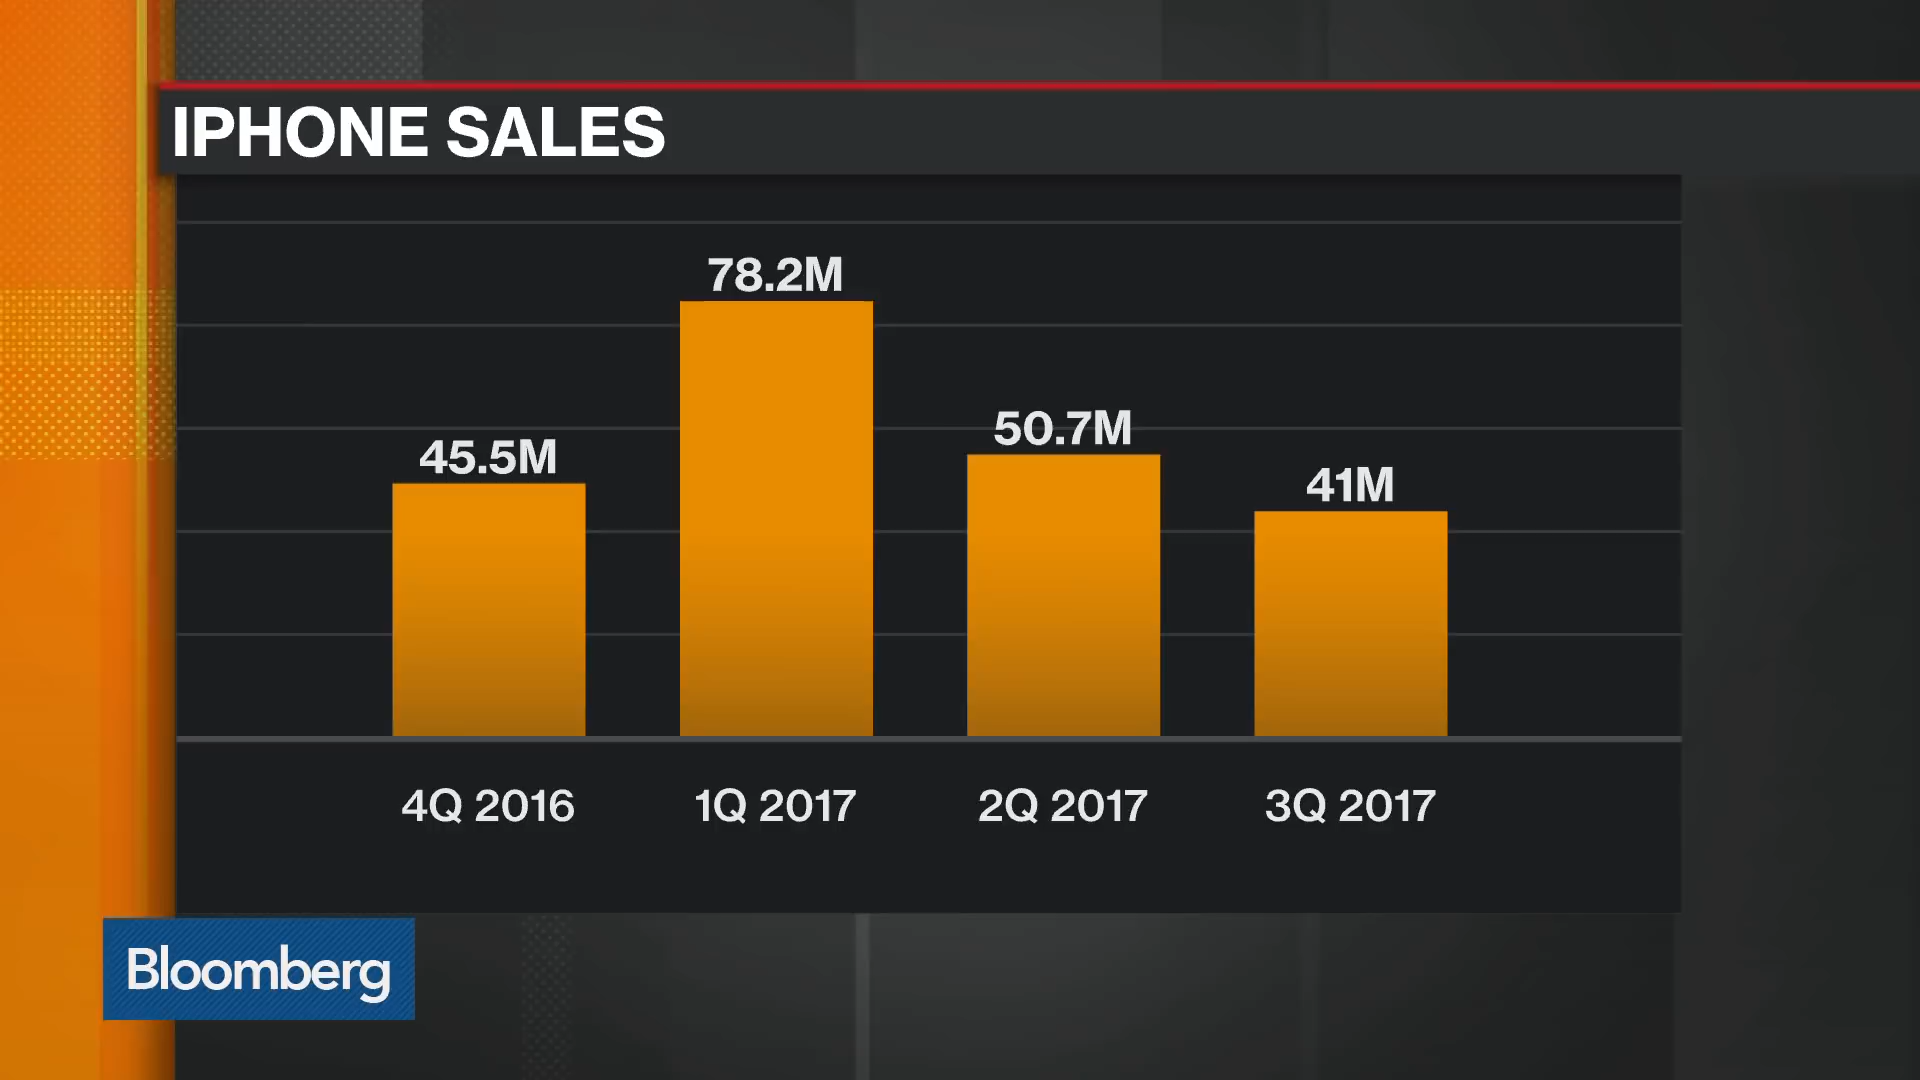 IPHONE SALES
78.2M
50.7M
45.5M
41M
4Q 2016 1Q 2017 2Q 2017 3Q 2017
Bloomberg